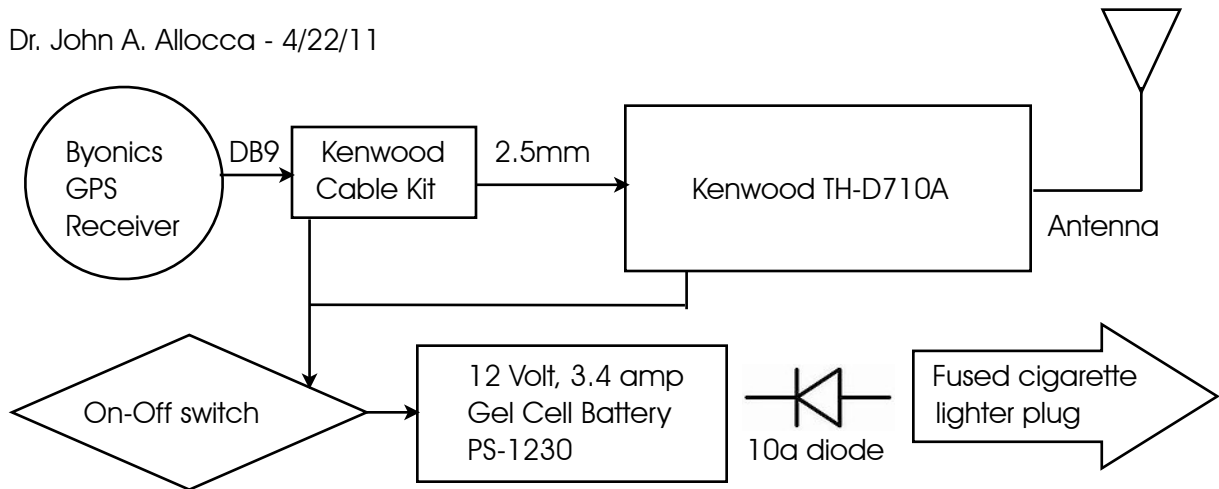 Dr. John A. Allocca - 4/22/11
Byonics
GPS
Receiver
DB9
Kenwood
Cable Kit
2.5mm
Kenwood TH-D710A
Antenna
On-Off switch
12 Volt, 3.4 amp
Gel Cell Battery
PS-1230
10a diode
Fused cigarette
lighter plug